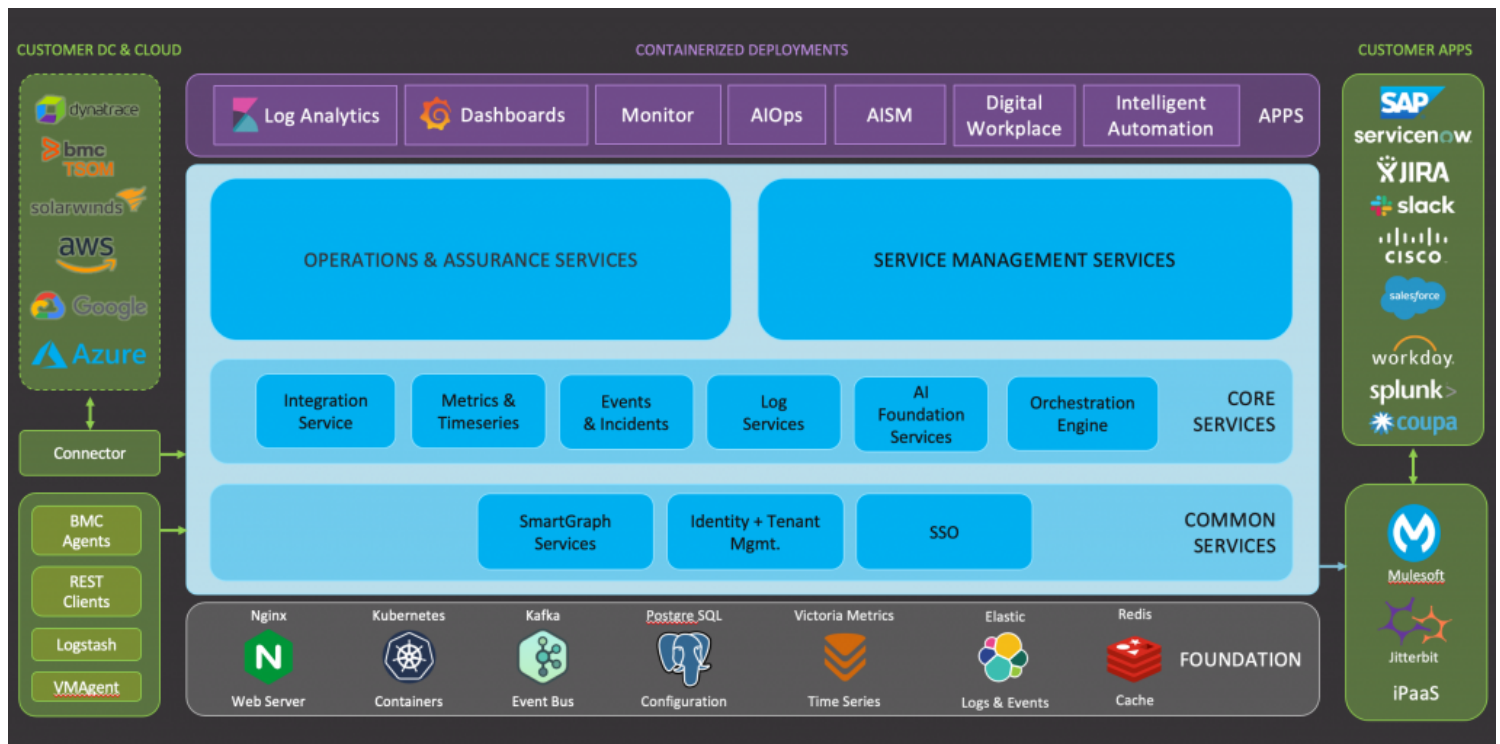 CUSTOMER DC & CLOUD
CONTAINERIZED DEPLOYMENTS
CUSTOMER APPS
dynatrace
bmc
TSOM
solarwinds
aws
Google
Azure
Connector
BMC
Agents
REST
Clients
Logstash
VMAgent
Log Analytics
Dashboards
Monitor
AIOps
AISM
Digital
Workplace
Intelligent
Automation
APPS
OPERATIONS & ASSURANCE SERVICES
SERVICE MANAGEMENT SERVICES
Integration
Service
Metrics &
Timeseries
Events
& Incidents
Log
Services
AI
Foundation
Services
Orchestration
Engine
CORE
SERVICES
SmartGraph
Services
Identity + Tenant
Mgmt.
SSO
COMMON
SERVICES
Nginx
Kubernetes
Kafka
Postgre SQL
Victoria Metrics
Elastic
Redis
N
FOUNDATION
Web Server
Containers
Event Bus
Configuration
Time Series
Logs & Events
Cache
SAP
servicenow
JIRA
slack
CISCO
salesforce
workday.
splunk>
coupa
Mulesoft
Jitterbit
iPaaS